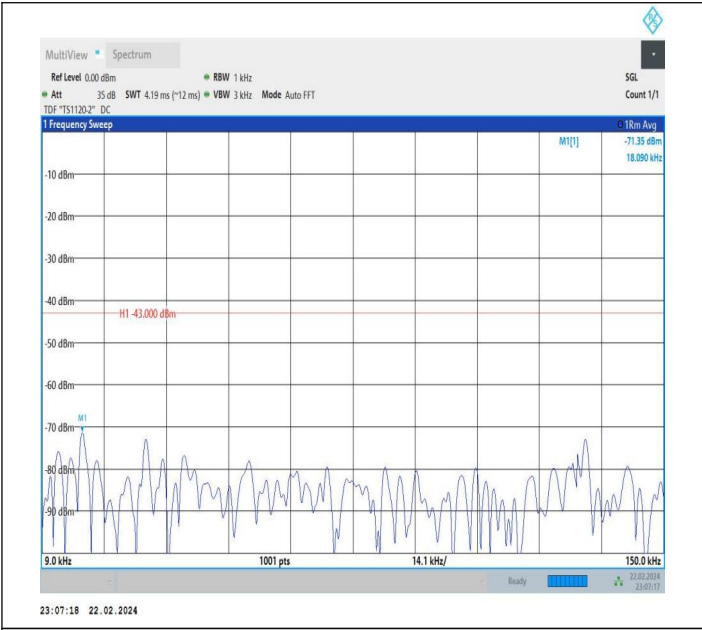 MultiView Spectrum
Ref Level 0.00 dBm RBW 1 kHz SGL
Att 35 dB SWT 4.19 ms (~12 ms) VBW 3 kHz Mode Auto FFT Count 1/1
TDF "TS1120-2" DC
1 Frequency Sweep 1Rm Avg
M1[1] -71.35 dBm
18.090 kHz
-10 dBm
-20 dBm
-30 dBm
-40 dBm
H1 -43.000 dBm
-50 dBm
-60 dBm
M1
-70 dBm
-80 dBm
-90 dBm
9.0 kHz 1001 pts 14.1 kHz/ 150.0 kHz
Ready 22.02.2024
23:07:17
23:07:18 22.02.2024